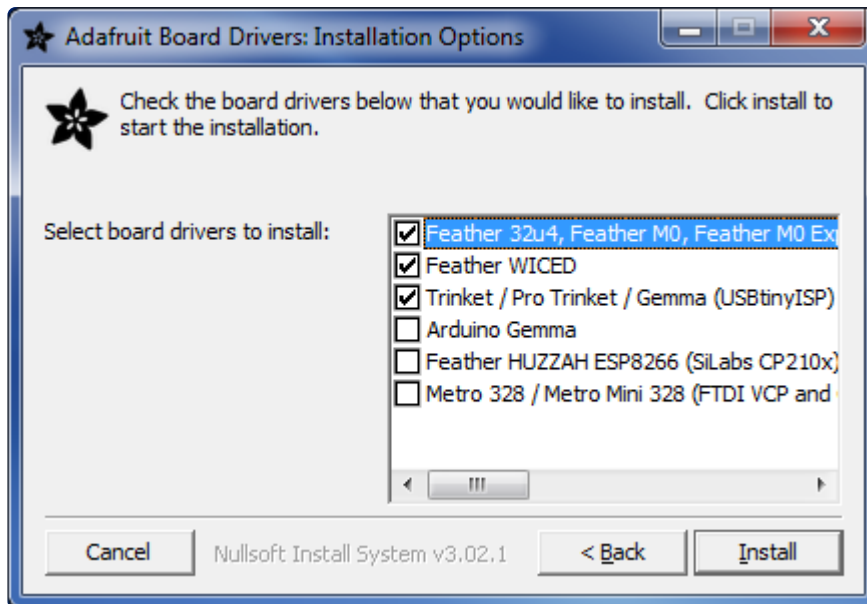 Adafruit Board Drivers: Installation Options
Check the board drivers below that you would like to install. Click install to
start the installation.
Select board drivers to install:
Feather 32u4, Feather M0, Feather M0
Feather WICED
Trinket / Pro Trinket / Gemma (USBtinyISP)
Arduino Gemma
Feather HUZZAH ESP8266 (SiLabs CP210x)
Metro 328 / Metro Mini 328 (FTDI VCP and
Cancel
Nullsoft Install System v3.02.1
< Back
Install